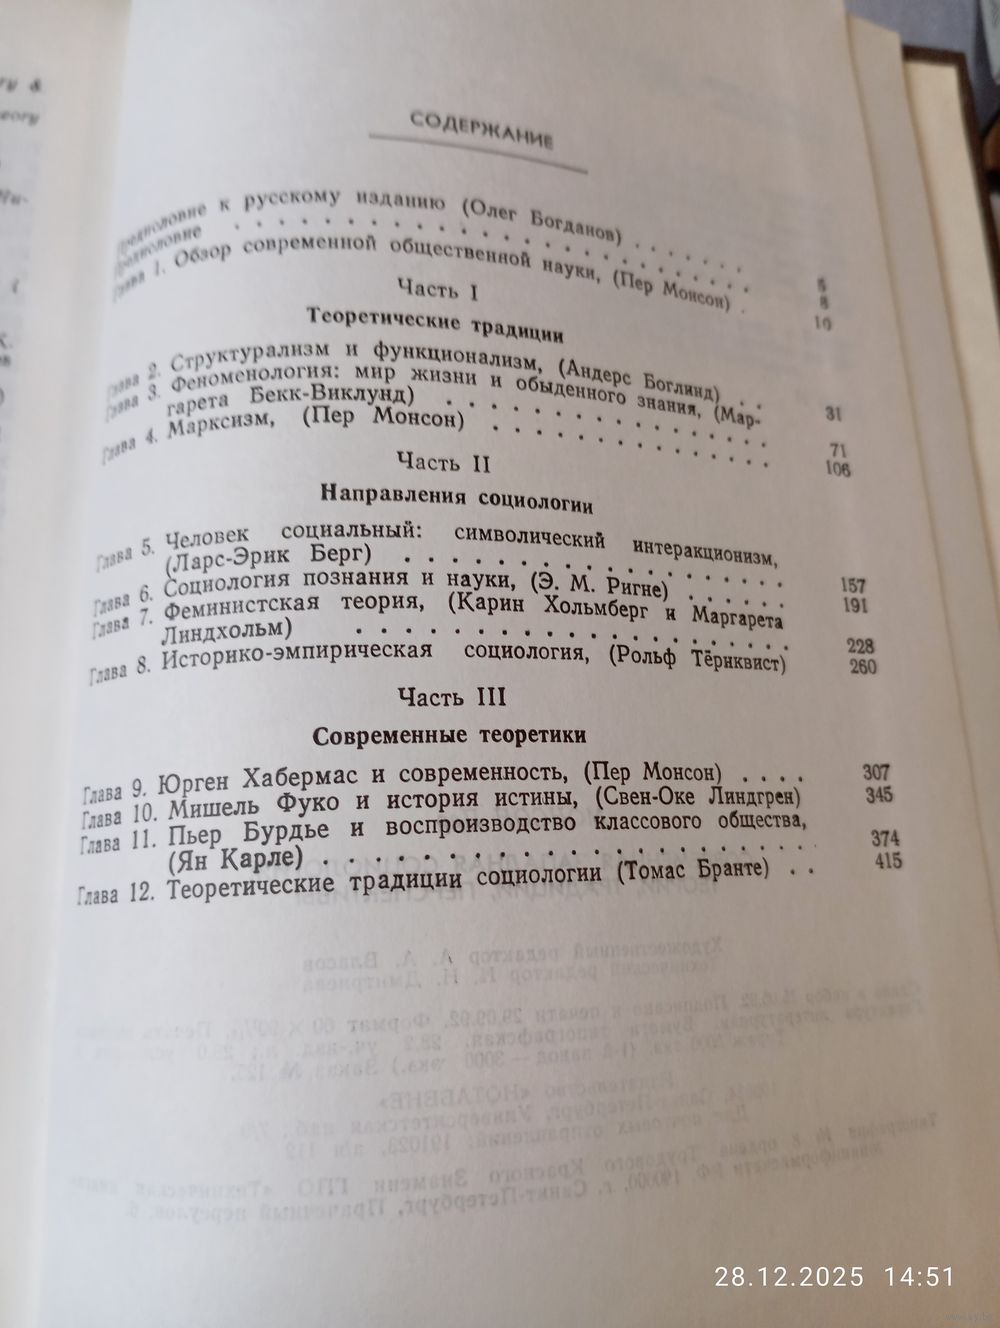 СОДЕРЖАНИЕ
Предисловие к русскому изданию (Олег Богданов) . . . . . . 6
Предисловие . . . . . . . . . . . . . . . . . . 8
Глава 1. Обзор современной общественной науки, (Пер Монсон) . 10
Часть I
Теоретические традиции
Глава 2. Структурализм и функционализм, (Андерс Боглинд) . . 31
Глава 3. Феноменология: мир жизни и обыденного знания, (Мар-
гарета Бекк-Виклунд) . . . . . . . . . . . . 71
Глава 4. Марксизм, (Пер Монсон) . . . . . . . . . . . 106
Часть II
Направления социологии
Глава 5. Человек социальный: символический интеракционизм,
(Ларс-Эрик Берг) . . . . . . . . . . . . . . 157
Глава 6. Социология познания и науки, (Э. М. Ригне) . . . . . 191
Глава 7. Феминистская теория, (Карин Хольмберг и Маргарета
Линдхольм) . . . . . . . . . . . . . . . . 228
Глава 8. Историко-эмпирическая социология, (Рольф Тёрнквист) 260
Часть III
Современные теоретики
Глава 9. Юрген Хабермас и современность, (Пер Монсон) . . . . 307
Глава 10. Мишель Фуко и история истины, (Свен-Оке Линдгрен) 345
Глава 11. Пьер Бурдье и воспроизводство классового общества,
(Ян Карле) . . . . . . . . . . . . . . . . . . 374
Глава 12. Теоретические традиции социологии (Томас Бранте) . . 415
28.12.2025 14:51